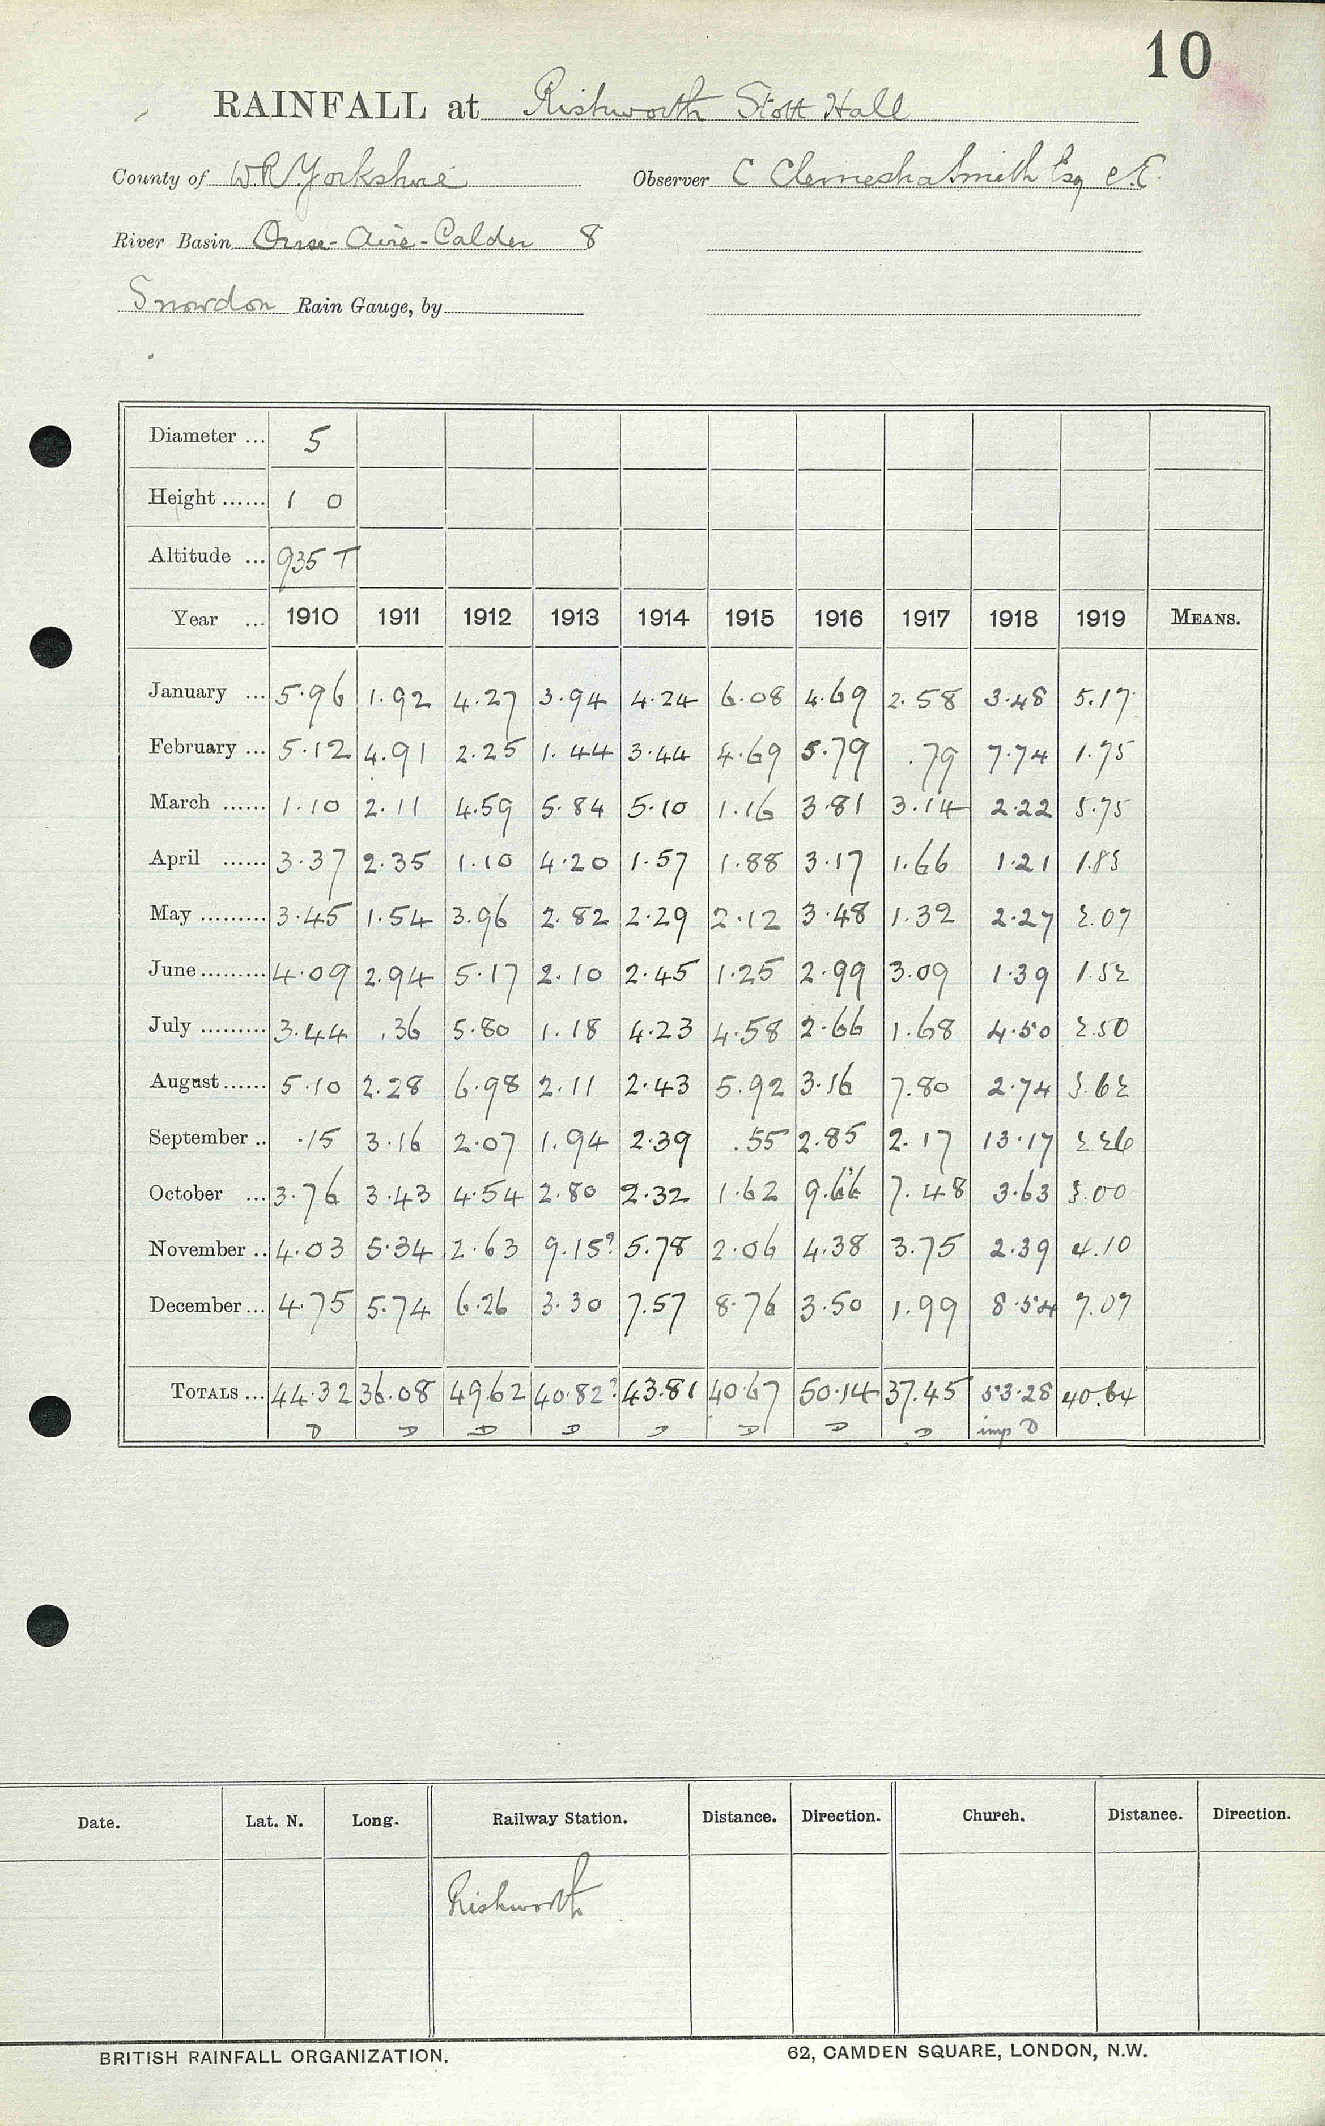 10
RAINFALL at Rishworth Stott Hall
County of WR Yorkshire Observer C Clemesha Smith Esq C.E.
River Basin Ouse-Aire-Calder 8
Snowdon Rain Gauge, by
Diameter ... 5
Height ...... 1 0
Altitude ... 935 T
Year ... 1910 1911 1912 1913 1914 1915 1916 1917 1918 1919 MEANS.
January ... 5.96 1.92 4.27 3.94 4.24 6.08 4.69 2.58 3.48 5.17
February ... 5.12 4.91 2.25 1.44 3.44 4.69 5.79 .79 7.74 1.75
March ...... 1.10 2.11 4.59 5.84 5.10 1.16 3.81 3.14 2.22 5.75
April ...... 3.37 2.35 1.10 4.20 1.57 1.88 3.17 1.66 1.21 1.83
May ......... 3.45 1.54 3.96 2.82 2.29 2.12 3.48 1.32 2.27 2.07
June ......... 4.09 2.94 5.17 2.10 2.45 1.25 2.99 3.09 1.39 1.52
July ......... 3.44 .36 5.80 1.18 4.23 4.58 2.66 1.68 4.50 2.50
August ...... 5.10 2.28 6.98 2.11 2.43 5.92 3.16 7.80 2.74 3.62
September .. .15 3.16 2.07 1.94 2.39 .55 2.85 2.17 13.17 2.26
October ... 3.76 3.43 4.54 2.80 2.32 1.62 9.66 7.48 3.63 3.00
November .. 4.03 5.34 2.63 9.15? 5.78 2.06 4.38 3.75 2.39 4.10
December ... 4.75 5.74 6.26 3.30 7.57 8.76 3.50 1.99 8.54 7.07
TOTALS ... 44.32 36.08 49.62 40.82? 43.81 40.67 50.14 37.45 53.28 40.64
D D D D D D D D imp D
Date. Lat. N. Long. Railway Station. Distance. Direction. Church. Distance. Direction.
Rishworth
BRITISH RAINFALL ORGANIZATION. 62, CAMDEN SQUARE, LONDON, N.W.